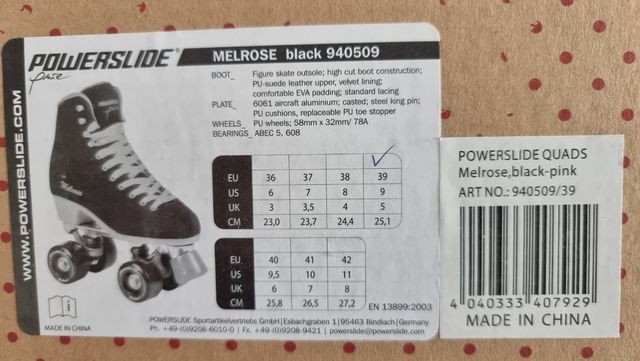 POWERSLIDE®
pure
WWW.POWERSLIDE.COM
POWERSLIDE
Melrose
MADE IN CHINA
MELROSE black 940509
BOOT_ Figure skate outsole; high cut boot construction;
PU-suede leather upper, velvet lining;
comfortable EVA padding; standard lacing
PLATE_ 6061 aircraft aluminium; casted; steel king pin;
PU cushions, replaceable PU toe stopper
WHEELS_ PU wheels; 58mm x 32mm/ 78A
BEARINGS_ ABEC 5, 608
EU 36 37 38 39
US 6 7 8 9
UK 3 3,5 4 5
CM 23,0 23,7 24,4 25,1
EU 40 41 42
US 9,5 10 11
UK 6 7 8
CM 25,8 26,5 27,2
EN 13899:2003
POWERSLIDE Sportartikelvertriebs GmbH|Esbachgraben 1|95463 Bindlach|Germany
Ph. +49-(0)9208-6010-0 | Fx. +49-(0)9208-9421 | powerslide@powerslide.com
POWERSLIDE QUADS
Melrose,black-pink
ART NO.: 940509/39
4 040333 407929
MADE IN CHINA